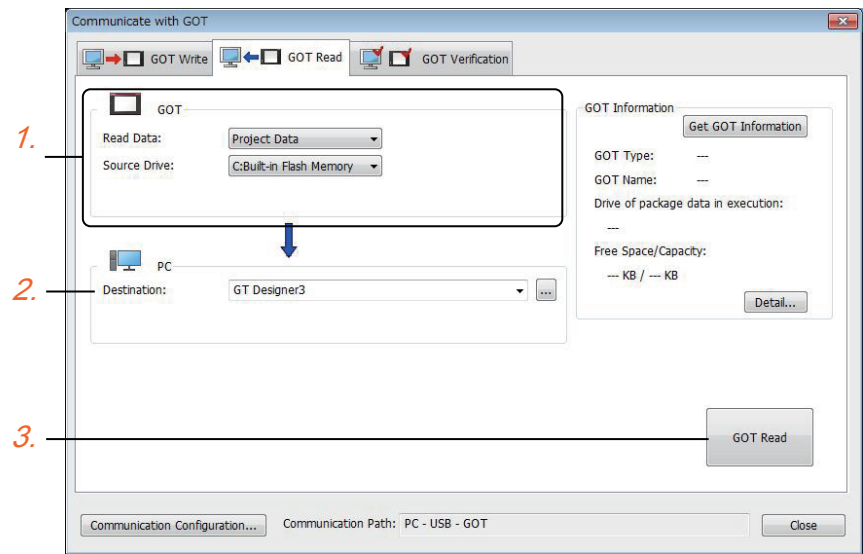 Communicate with GOT
GOT Write
GOT Read
GOT Verification
1.
GOT
Read Data:
Project Data
Source Drive:
C:Built-in Flash Memory
GOT Information
Get GOT Information
GOT Type: ---
GOT Name: ---
Drive of package data in execution:
---
Free Space/Capacity:
--- KB / --- KB
Detail...
2.
PC
Destination:
GT Designer3
...
3.
GOT Read
Communication Configuration...
Communication Path: PC - USB - GOT
Close